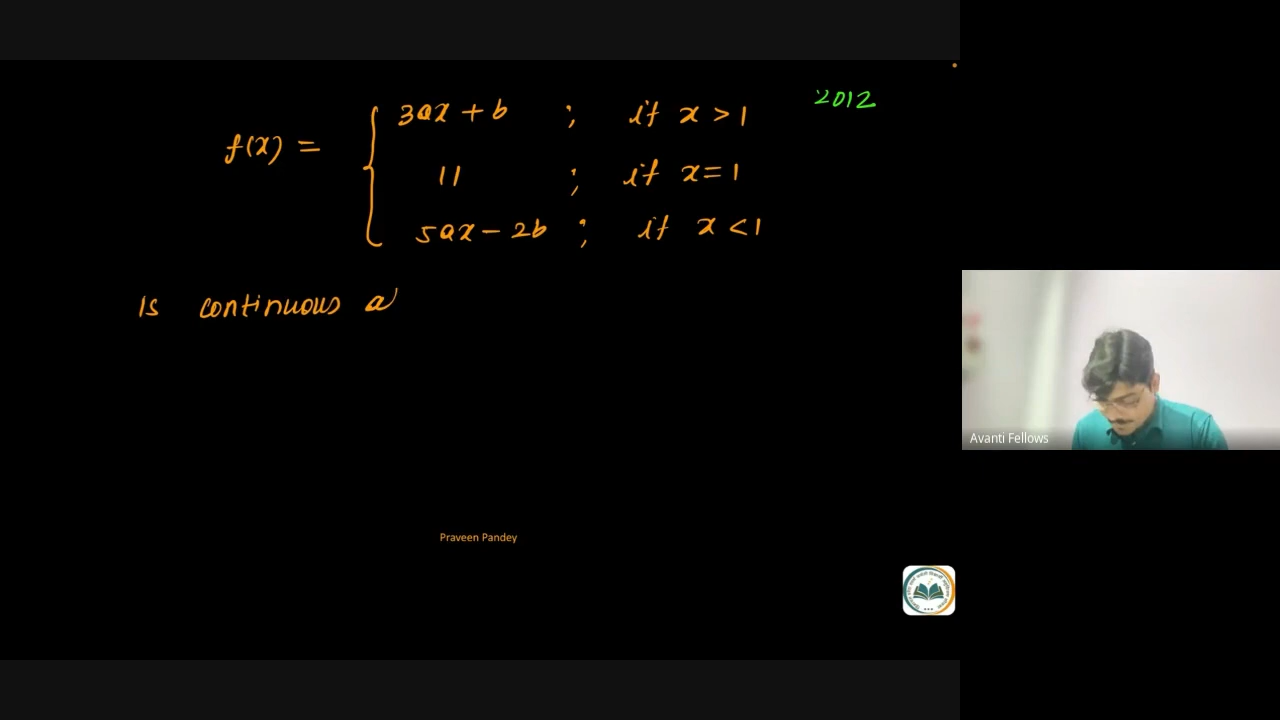 2012
f(x) = { 3ax + b ; if x > 1
11 ; if x = 1
5ax - 2b ; if x < 1
Is continuous a
Avanti Fellows
Praveen Pandey